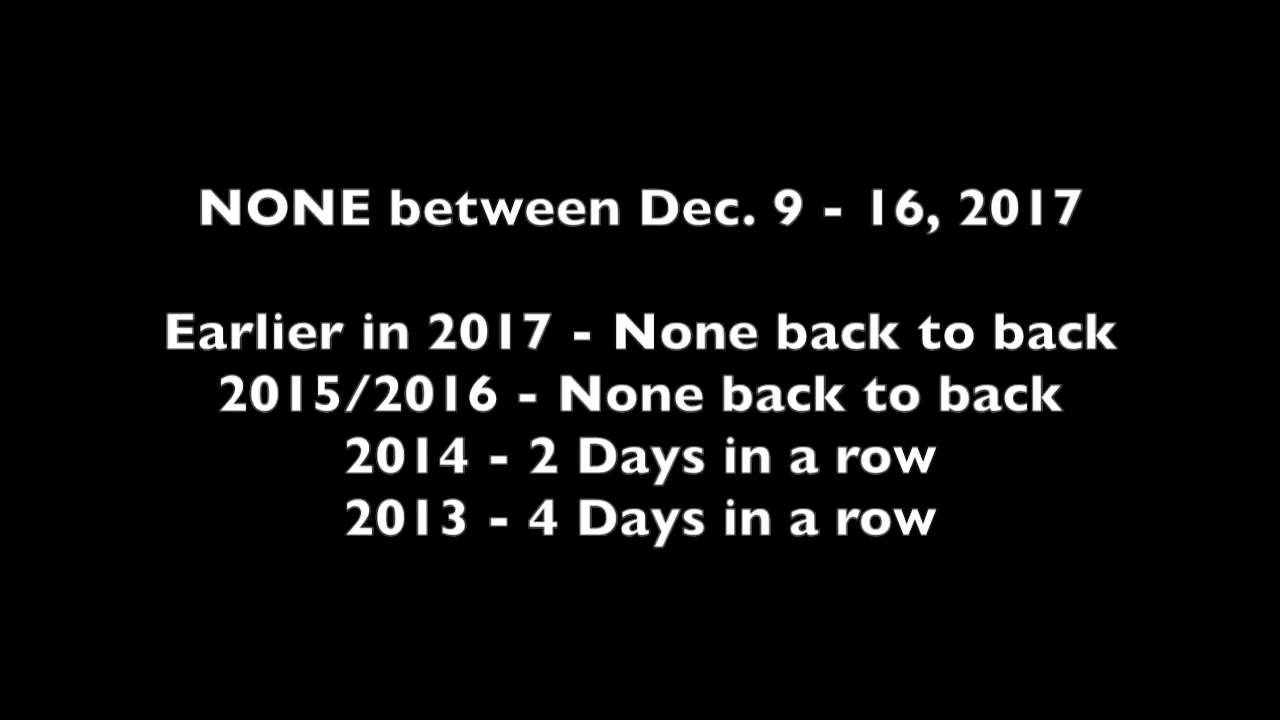 NONE between Dec. 9 - 16, 2017
Earlier in 2017 - None back to back
2015/2016 - None back to back
2014 - 2 Days in a row
2013 - 4 Days in a row